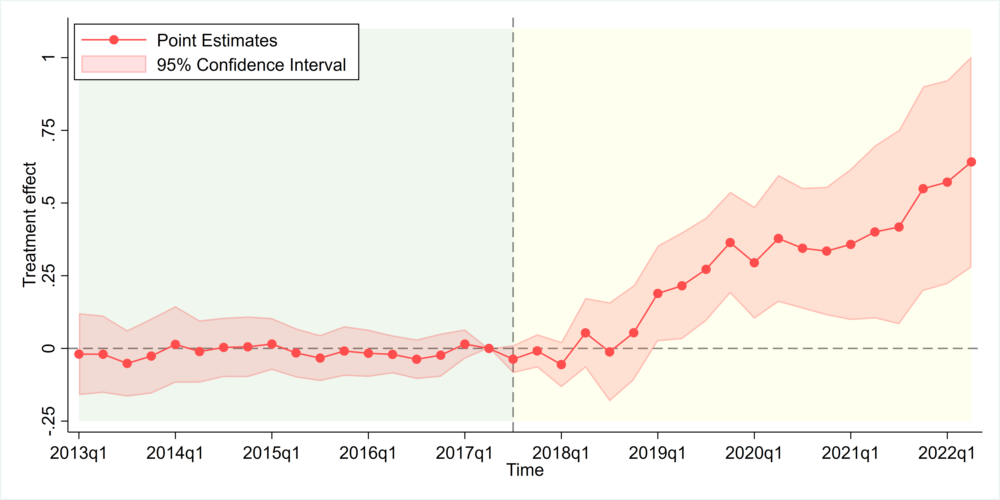 Point Estimates
95% Confidence Interval
Treatment effect
1
.75
.5
.25
0
-.25
2013q1 2014q1 2015q1 2016q1 2017q1 2018q1 2019q1 2020q1 2021q1 2022q1
Time